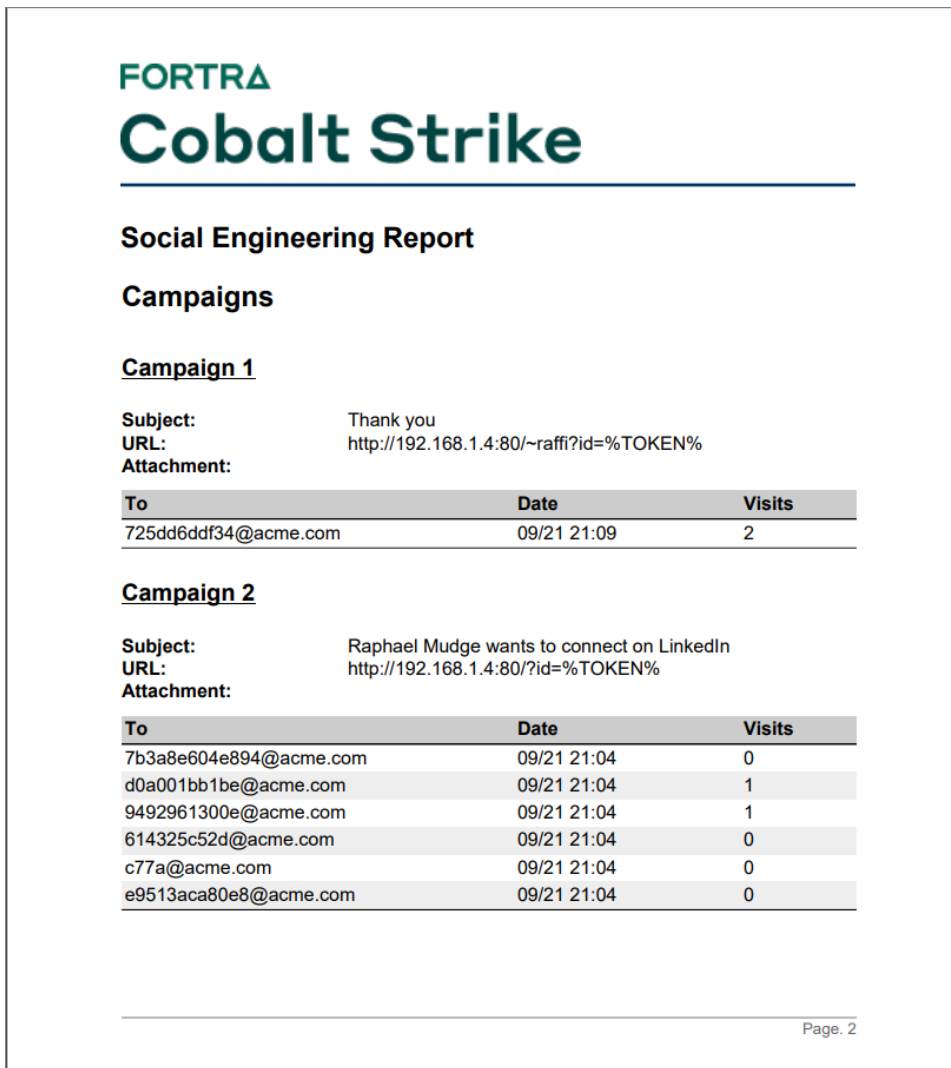 FORTRA
Cobalt Strike
Social Engineering Report
Campaigns
Campaign 1
Subject: Thank you
URL: http://192.168.1.4:80/~raffi?id=%TOKEN%
Attachment:
To Date Visits
725dd6ddf34@acme.com 09/21 21:09 2
Campaign 2
Subject: Raphael Mudge wants to connect on LinkedIn
URL: http://192.168.1.4:80/?id=%TOKEN%
Attachment:
To Date Visits
7b3a8e604e894@acme.com 09/21 21:04 0
d0a001bb1be@acme.com 09/21 21:04 1
9492961300e@acme.com 09/21 21:04 1
614325c52d@acme.com 09/21 21:04 0
c77a@acme.com 09/21 21:04 0
e9513aca80e8@acme.com 09/21 21:04 0
Page. 2